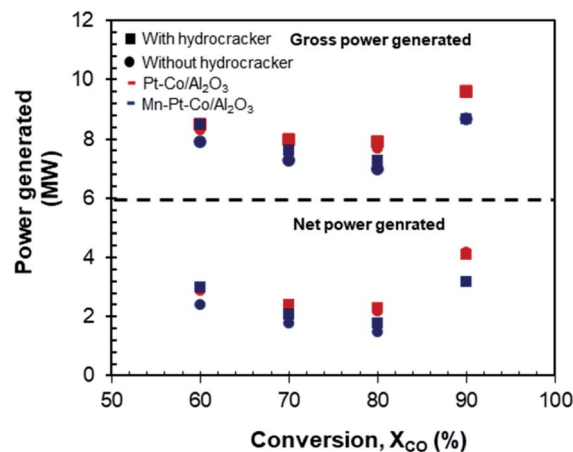 12
10
8
6
4
2
0
With hydrocracker
Without hydrocracker
Pt-Co/Al₂O₃
Mn-Pt-Co/Al₂O₃
Gross power generated
Net power genrated
Power generated
(MW)
50 60 70 80 90 100
Conversion, X_CO (%)